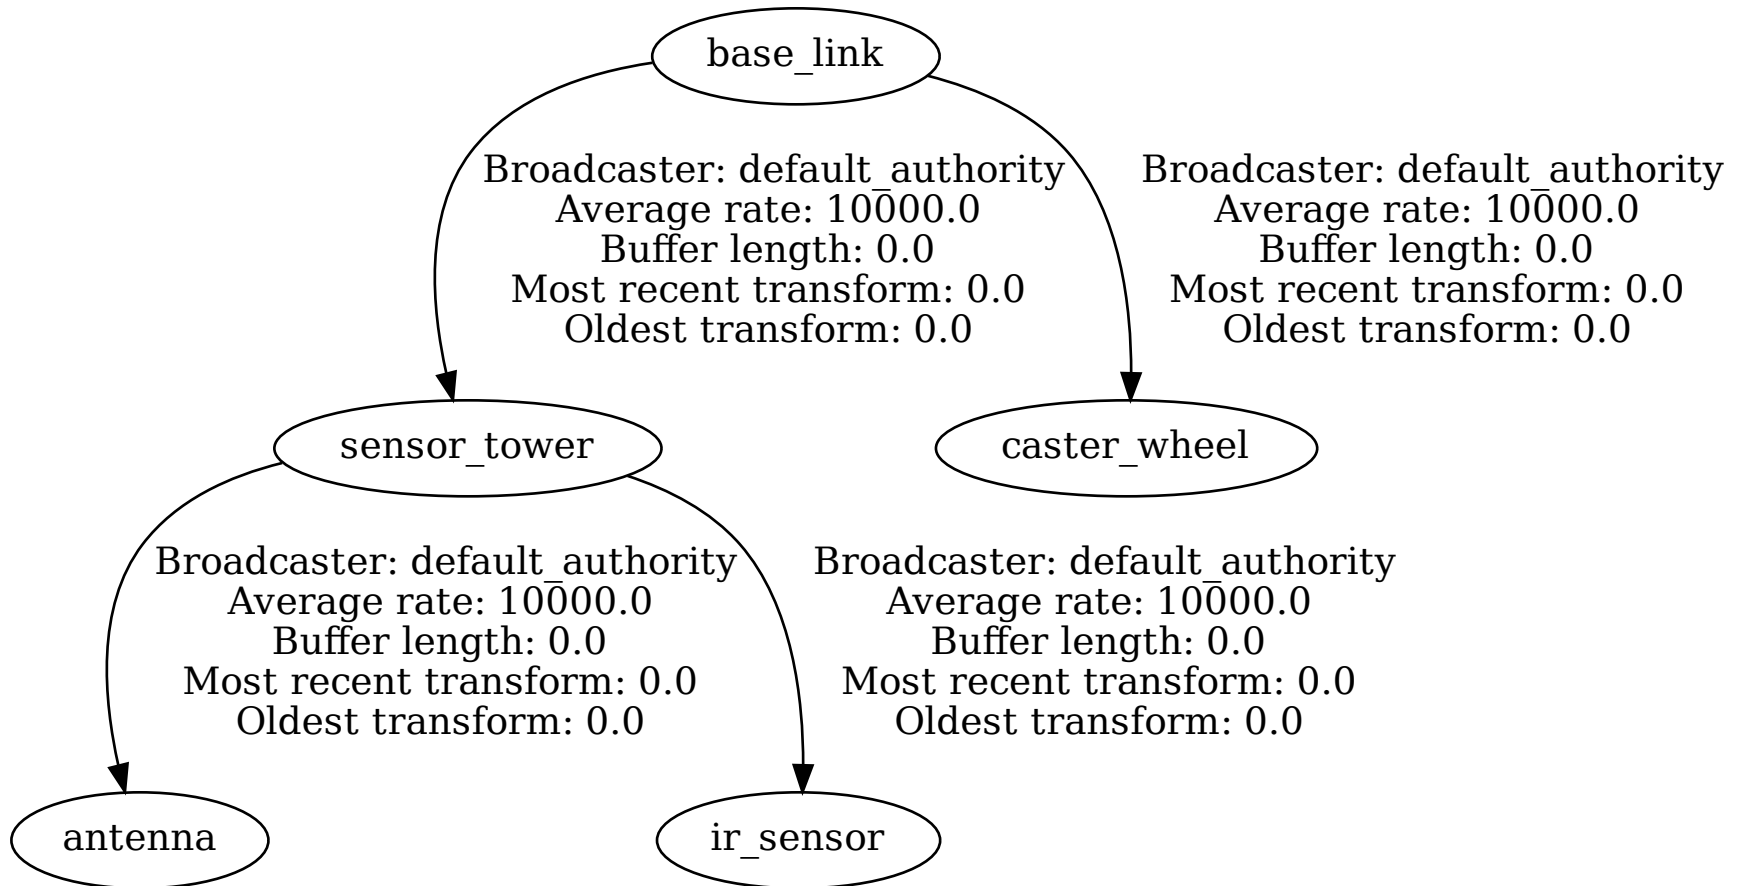 base_link
Broadcaster: default_authority
Average rate: 10000.0
Buffer length: 0.0
Most recent transform: 0.0
Oldest transform: 0.0
Broadcaster: default_authority
Average rate: 10000.0
Buffer length: 0.0
Most recent transform: 0.0
Oldest transform: 0.0
sensor_tower
caster_wheel
Broadcaster: default_authority
Average rate: 10000.0
Buffer length: 0.0
Most recent transform: 0.0
Oldest transform: 0.0
Broadcaster: default_authority
Average rate: 10000.0
Buffer length: 0.0
Most recent transform: 0.0
Oldest transform: 0.0
antenna
ir_sensor